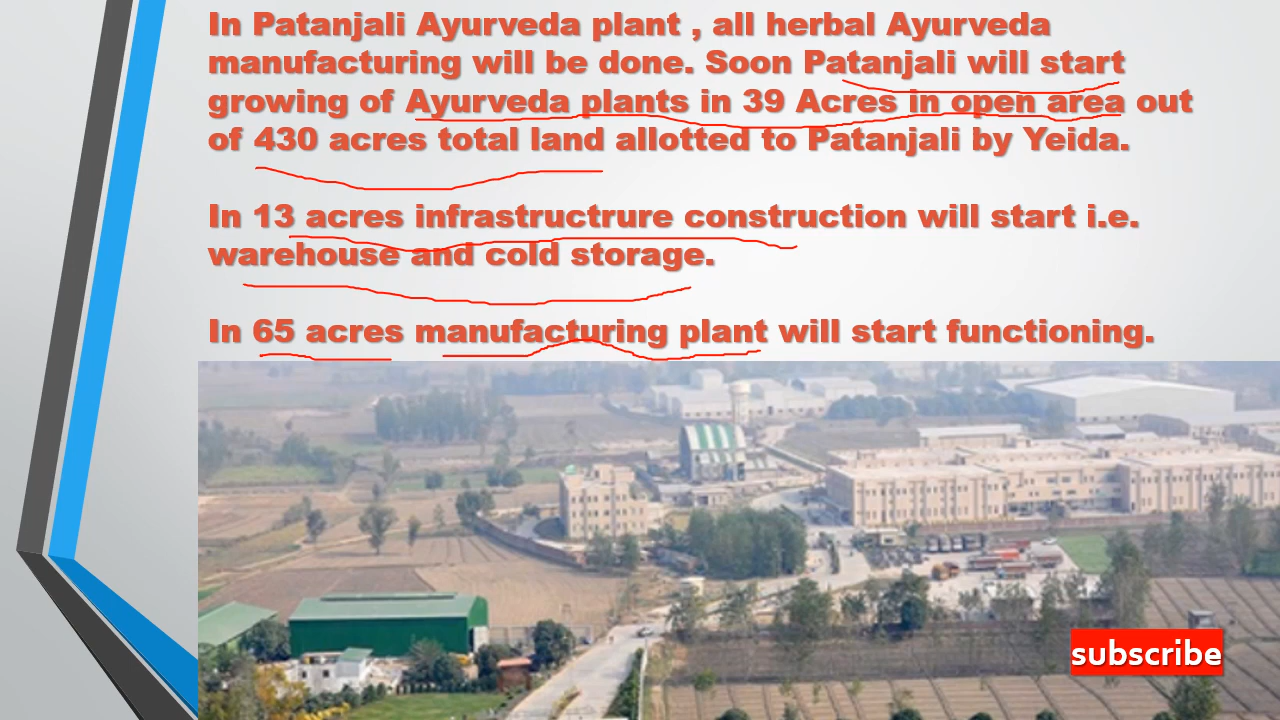 In Patanjali Ayurveda plant , all herbal Ayurveda
manufacturing will be done. Soon Patanjali will start
growing of Ayurveda plants in 39 Acres in open area out
of 430 acres total land allotted to Patanjali by Yeida.
In 13 acres infrastructrure construction will start i.e.
warehouse and cold storage.
In 65 acres manufacturing plant will start functioning.
subscribe